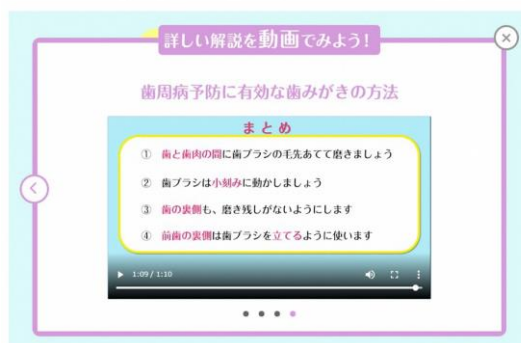 詳しい解説を動画でみよう!
歯周病予防に有効な歯みがきの方法
まとめ
① 歯と歯肉の間に歯ブラシの毛先あてて磨きましょう
② 歯ブラシは小刻みに動かしましょう
③ 歯の裏側も、磨き残しがないようにします
④ 前歯の裏側は歯ブラシを立てるように使います
1:09 / 1:10